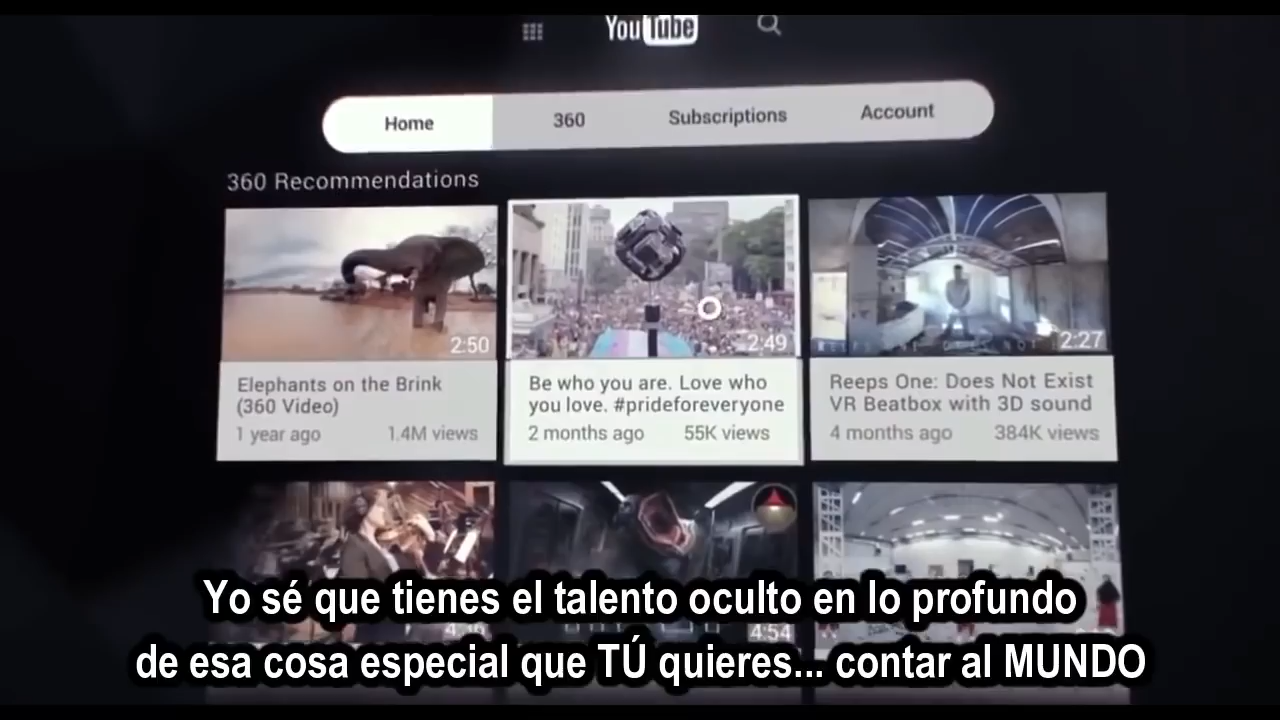 YouTube
Home
360
Subscriptions
Account
360 Recommendations
2:50
2:49
2:27
Elephants on the Brink
(360 Video)
1 year ago
1.4M views
Be who you are. Love who
you love. #prideforeveryone
2 months ago
55K views
Reeps One: Does Not Exist
VR Beatbox with 3D sound
4 months ago
384K views
4:54
Yo sé que tienes el talento oculto en lo profundo
de esa cosa especial que TÚ quieres... contar al MUNDO